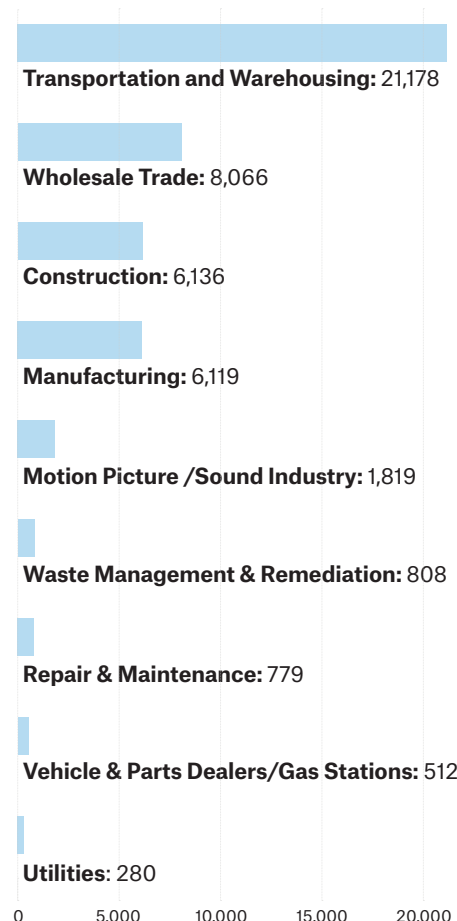 Transportation and Warehousing: 21,178
Wholesale Trade: 8,066
Construction: 6,136
Manufacturing: 6,119
Motion Picture /Sound Industry: 1,819
Waste Management & Remediation: 808
Repair & Maintenance: 779
Vehicle & Parts Dealers/Gas Stations: 512
Utilities: 280
0 5,000 10,000 15,000 20,000